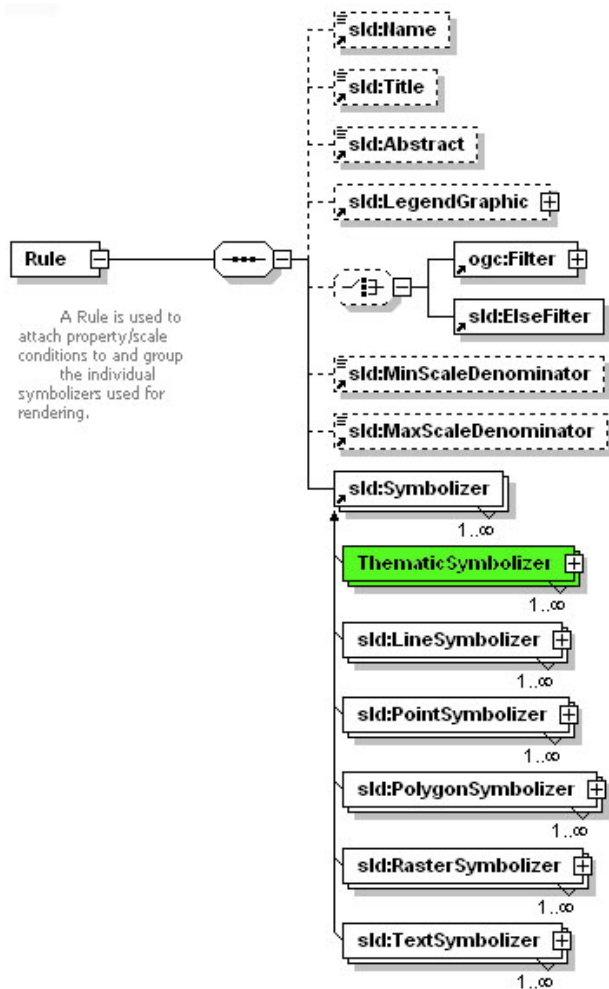 sld:Name
sld:Title
sld:Abstract
sld:LegendGraphic
Rule
ogc:Filter
sld:ElseFilter
A Rule is used to
attach property/scale
conditions to and group
the individual
symbolizers used for
rendering.
sld:MinScaleDenominator
sld:MaxScaleDenominator
sld:Symbolizer
1..∞
ThematicSymbolizer
1..∞
sld:LineSymbolizer
1..∞
sld:PointSymbolizer
1..∞
sld:PolygonSymbolizer
1..∞
sld:RasterSymbolizer
1..∞
sld:TextSymbolizer
1..∞